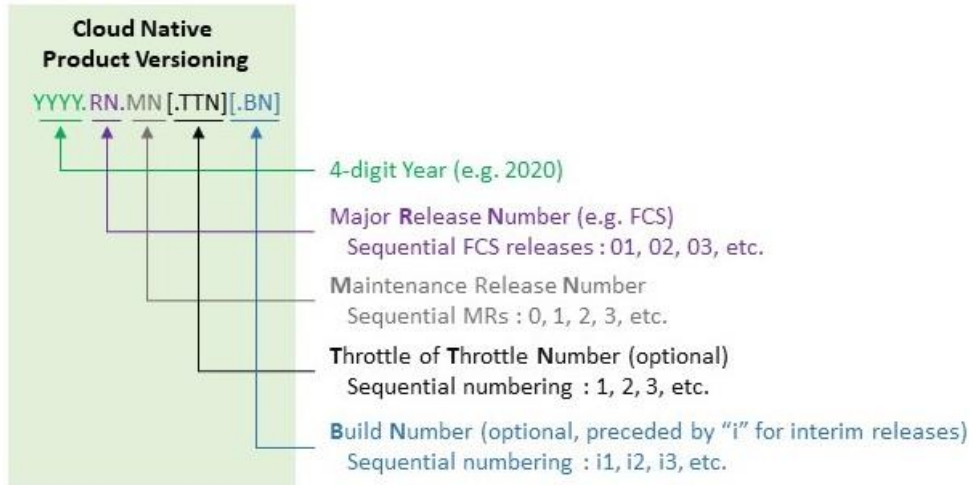 Cloud Native
Product Versioning
YYYY.RN.MN[.TTN][.BN]
4-digit Year (e.g. 2020)
Major Release Number (e.g. FCS)
Sequential FCS releases : 01, 02, 03, etc.
Maintenance Release Number
Sequential MRs : 0, 1, 2, 3, etc.
Throttle of Throttle Number (optional)
Sequential numbering : 1, 2, 3, etc.
Build Number (optional, preceded by “i” for interim releases)
Sequential numbering : i1, i2, i3, etc.